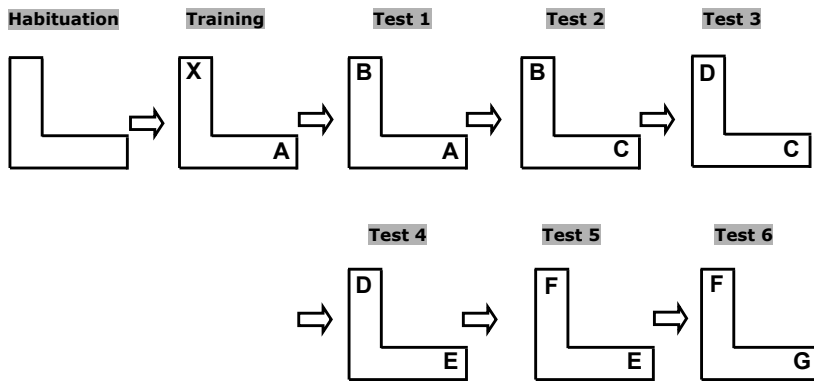 Habituation Training Test 1 Test 2 Test 3
X B B D
A A C C
Test 4 Test 5 Test 6
D F F
E E G